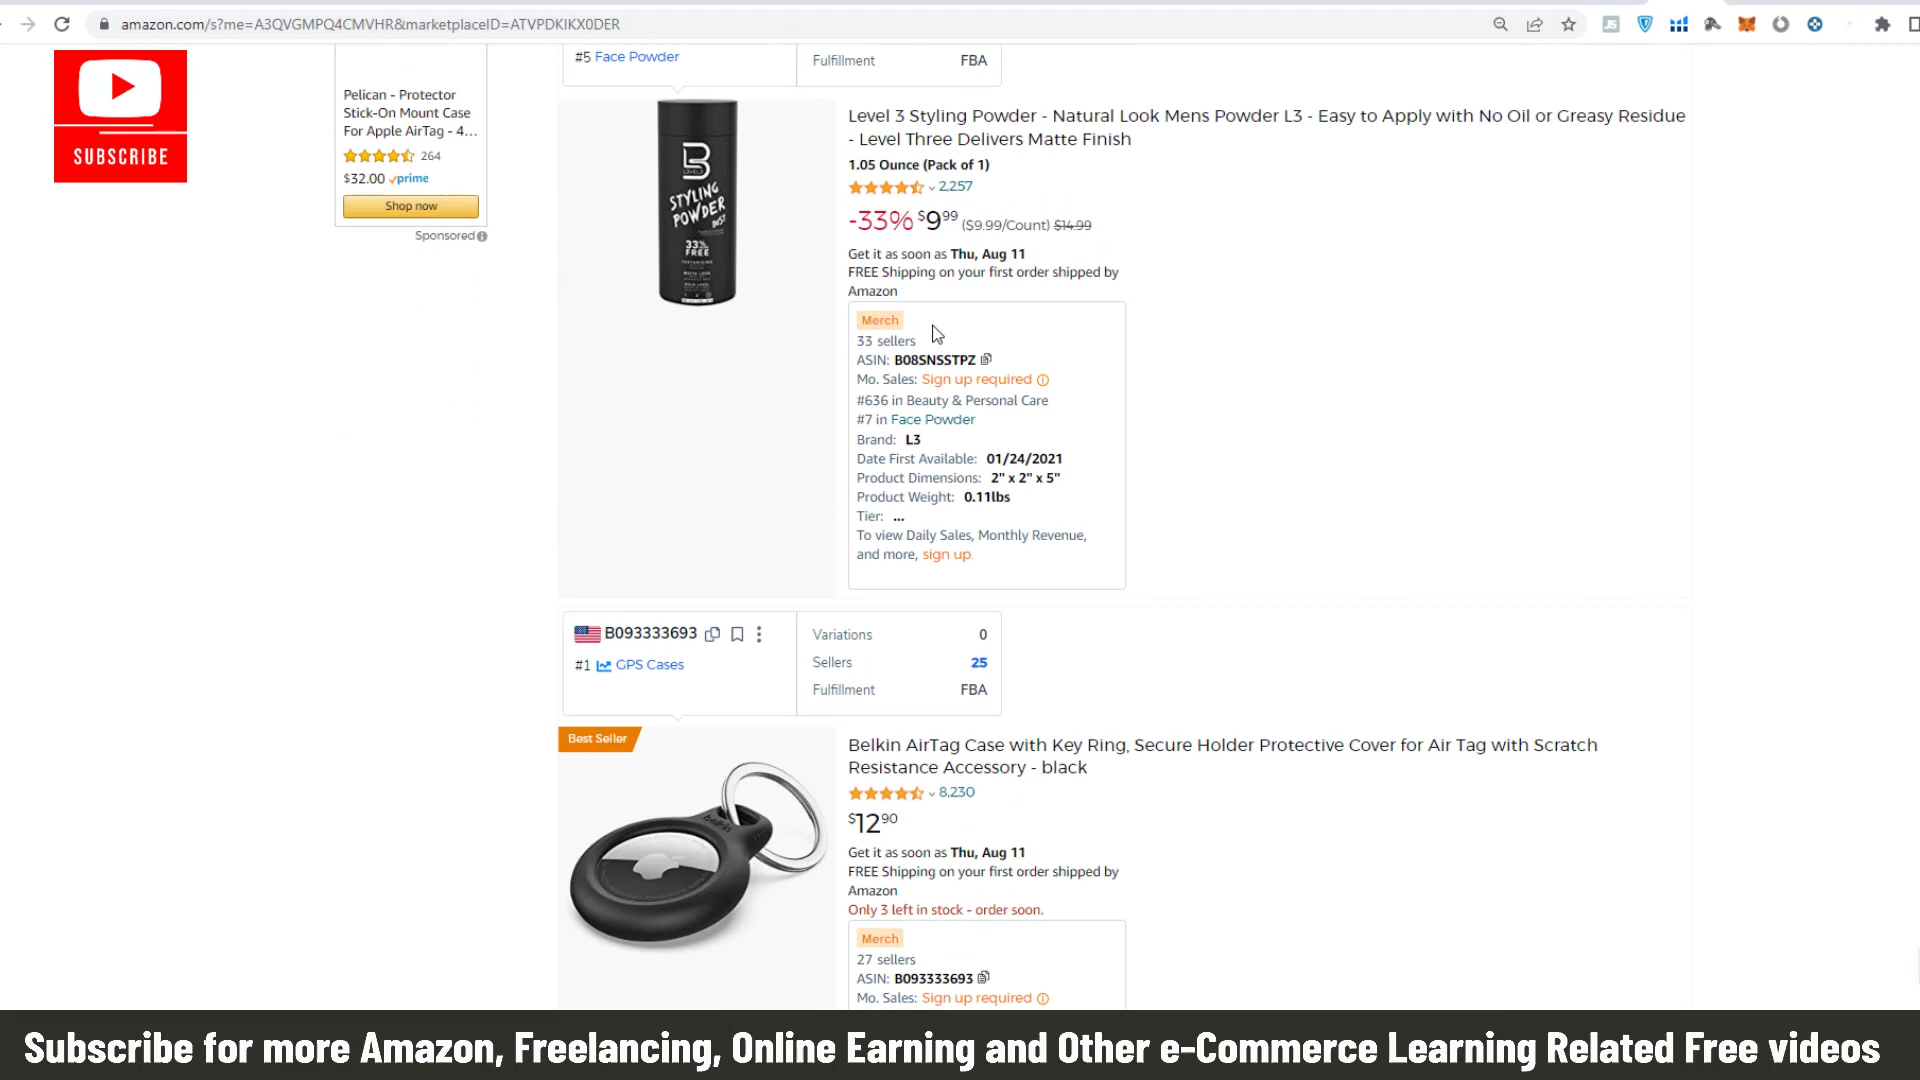 amazon.com/s?me=A3QVGMPQ4CMVHR&marketplaceID=ATVPDKIKX0DER
SUBSCRIBE
Pelican - Protector
Stick-On Mount Case
For Apple AirTag - 4...
264
$32.00 prime
Shop now
Sponsored
#5 Face Powder
Fulfillment FBA
LEVEL3
STYLING
POWDER
DUST
33%
FREE
Level 3 Styling Powder - Natural Look Mens Powder L3 - Easy to Apply with No Oil or Greasy Residue
- Level Three Delivers Matte Finish
1.05 Ounce (Pack of 1)
2,257
-33% $9.99 ($9.99/Count) $14.99
Get it as soon as Thu, Aug 11
FREE Shipping on your first order shipped by
Amazon
Merch
33 sellers
ASIN: B08SNSSTPZ
Mo. Sales: Sign up required
#636 in Beauty & Personal Care
#7 in Face Powder
Brand: L3
Date First Available: 01/24/2021
Product Dimensions: 2" x 2" x 5"
Product Weight: 0.11lbs
Tier: ...
To view Daily Sales, Monthly Revenue,
and more, sign up.
B093333693
#1 GPS Cases
Variations 0
Sellers 25
Fulfillment FBA
Best Seller
belkin
Belkin AirTag Case with Key Ring, Secure Holder Protective Cover for Air Tag with Scratch
Resistance Accessory - black
8,230
$12.90
Get it as soon as Thu, Aug 11
FREE Shipping on your first order shipped by
Amazon
Only 3 left in stock - order soon.
Merch
27 sellers
ASIN: B093333693
Mo. Sales: Sign up required
Subscribe for more Amazon, Freelancing, Online Earning and Other e-Commerce Learning Related Free videos